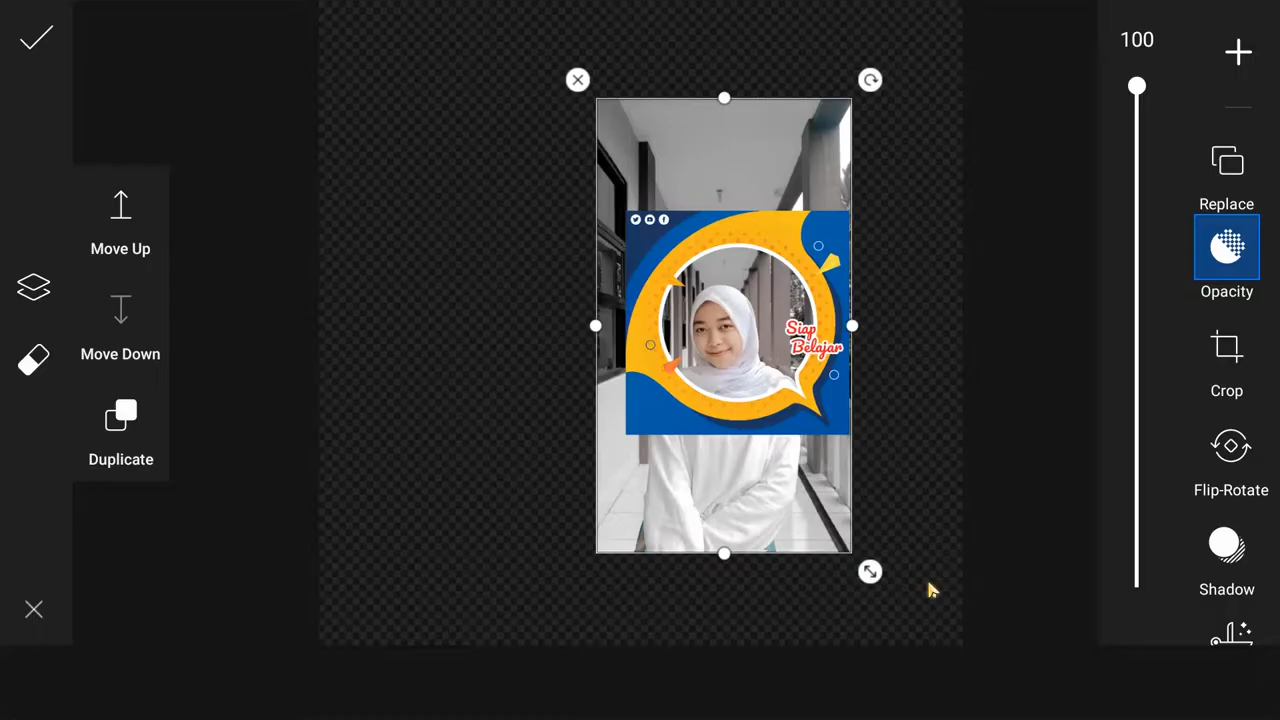 100
Move Up
Replace
Move Down
Opacity
Siap
Belajar
Crop
Duplicate
Flip-Rotate
Shadow